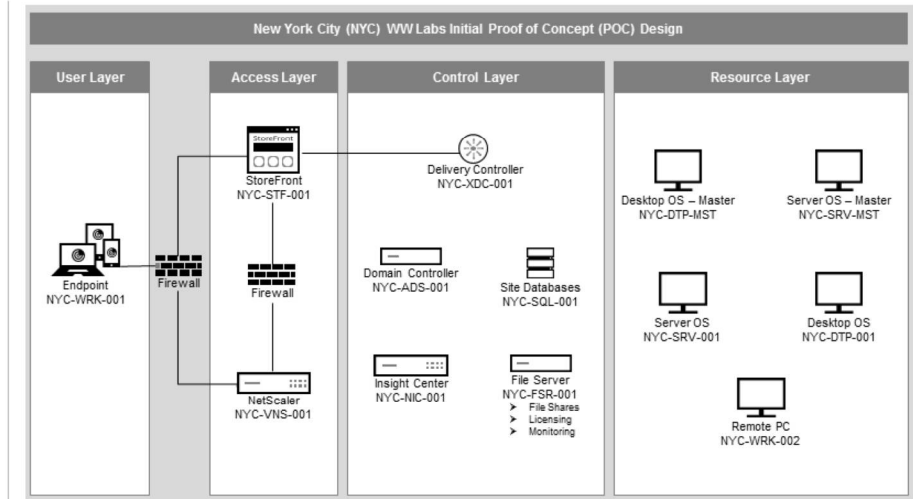 New York City (NYC) WW Labs Initial Proof of Concept (POC) Design
User Layer
Access Layer
Control Layer
Resource Layer
StoreFront
StoreFront
NYC-STF-001
Delivery Controller
NYC-XDC-001
Desktop OS – Master
NYC-DTP-MST
Server OS – Master
NYC-SRV-MST
Endpoint
NYC-WRK-001
Firewall
Firewall
Domain Controller
NYC-ADS-001
Site Databases
NYC-SQL-001
Server OS
NYC-SRV-001
Desktop OS
NYC-DTP-001
NetScaler
NYC-VNS-001
Insight Center
NYC-NIC-001
File Server
NYC-FSR-001
➤ File Shares
➤ Licensing
➤ Monitoring
Remote PC
NYC-WRK-002